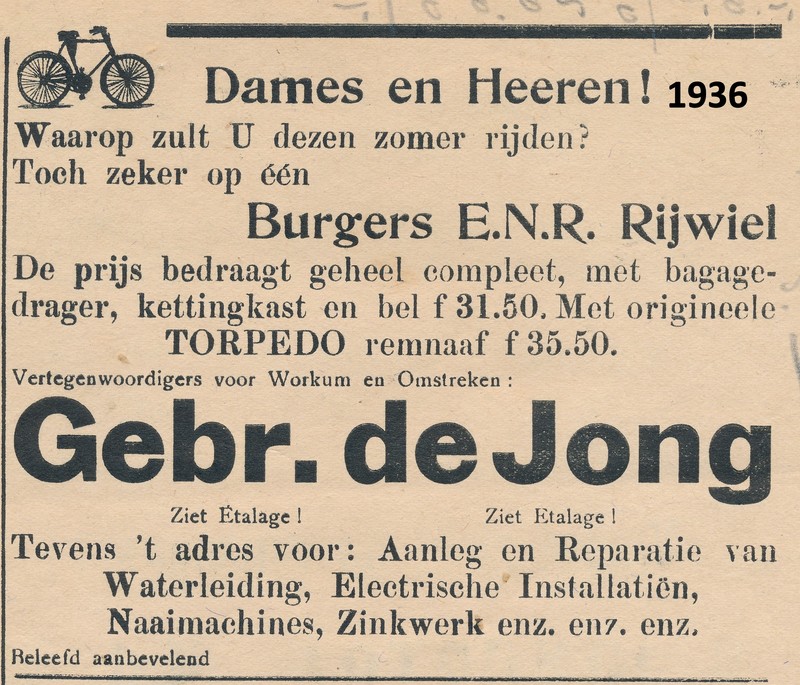 Dames en Heeren! 1936
Waarop zult U dezen zomer rijden?
Toch zeker op één
Burgers E.N.R. Rijwiel
De prijs bedraagt geheel compleet, met bagage-
drager, kettingkast en bel f 31.50. Met origineele
TORPEDO remnaaf f 35.50.
Vertegenwoordigers voor Workum en Omstreken:
Gebr. de Jong
Ziet Étalage! Ziet Etalage!
Tevens 't adres voor: Aanleg en Reparatie van
Waterleiding, Electrische Installatiën,
Naaimachines, Zinkwerk enz. enz. enz.
Beleefd aanbevelend